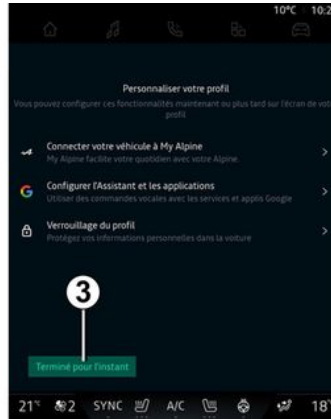 10°C 10:2
Personnaliser votre profil
Vous pouvez configurer ces fonctionnalités maintenant ou plus tard sur l'écran de vot
profil
Connecter votre véhicule à My Alpine
My Alpine facilite votre quotidien avec votre Alpine.
Configurer l'Assistant et les applications
Utiliser des commandes vocales avec les services et applis Google
Verrouillage du profil
Protégez vos informations personnelles dans la voiture
3
Terminé pour l'instant
21°C 2 SYNC A/C 18°